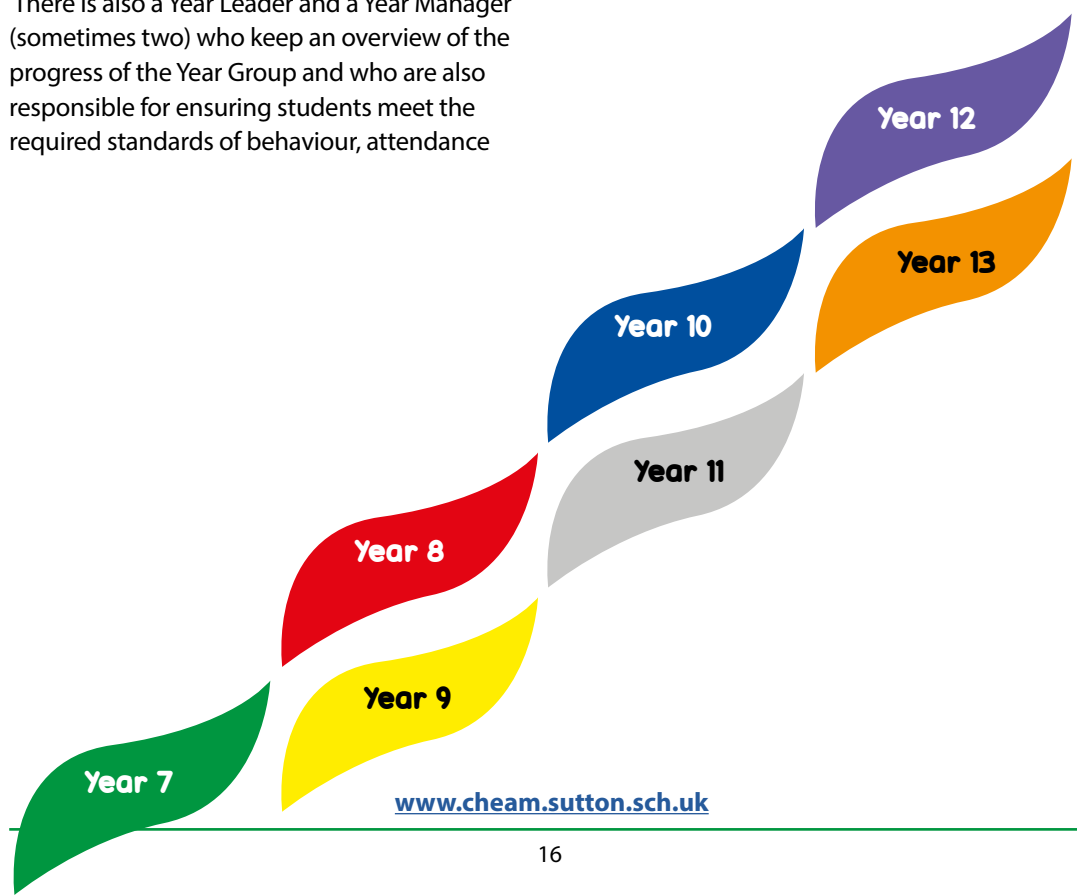 There is also a Year Leader and a Year Manager
(sometimes two) who keep an overview of the
progress of the Year Group and who are also
responsible for ensuring students meet the
required standards of behaviour, attendance
Year 12
Year 13
Year 10
Year 11
Year 8
Year 9
Year 7
www.cheam.sutton.sch.uk
16